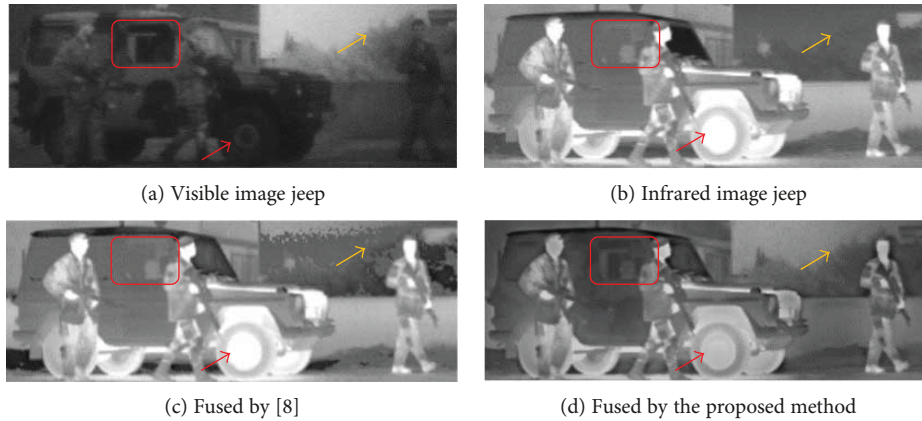 (a) Visible image jeep
(b) Infrared image jeep
(c) Fused by [8]
(d) Fused by the proposed method